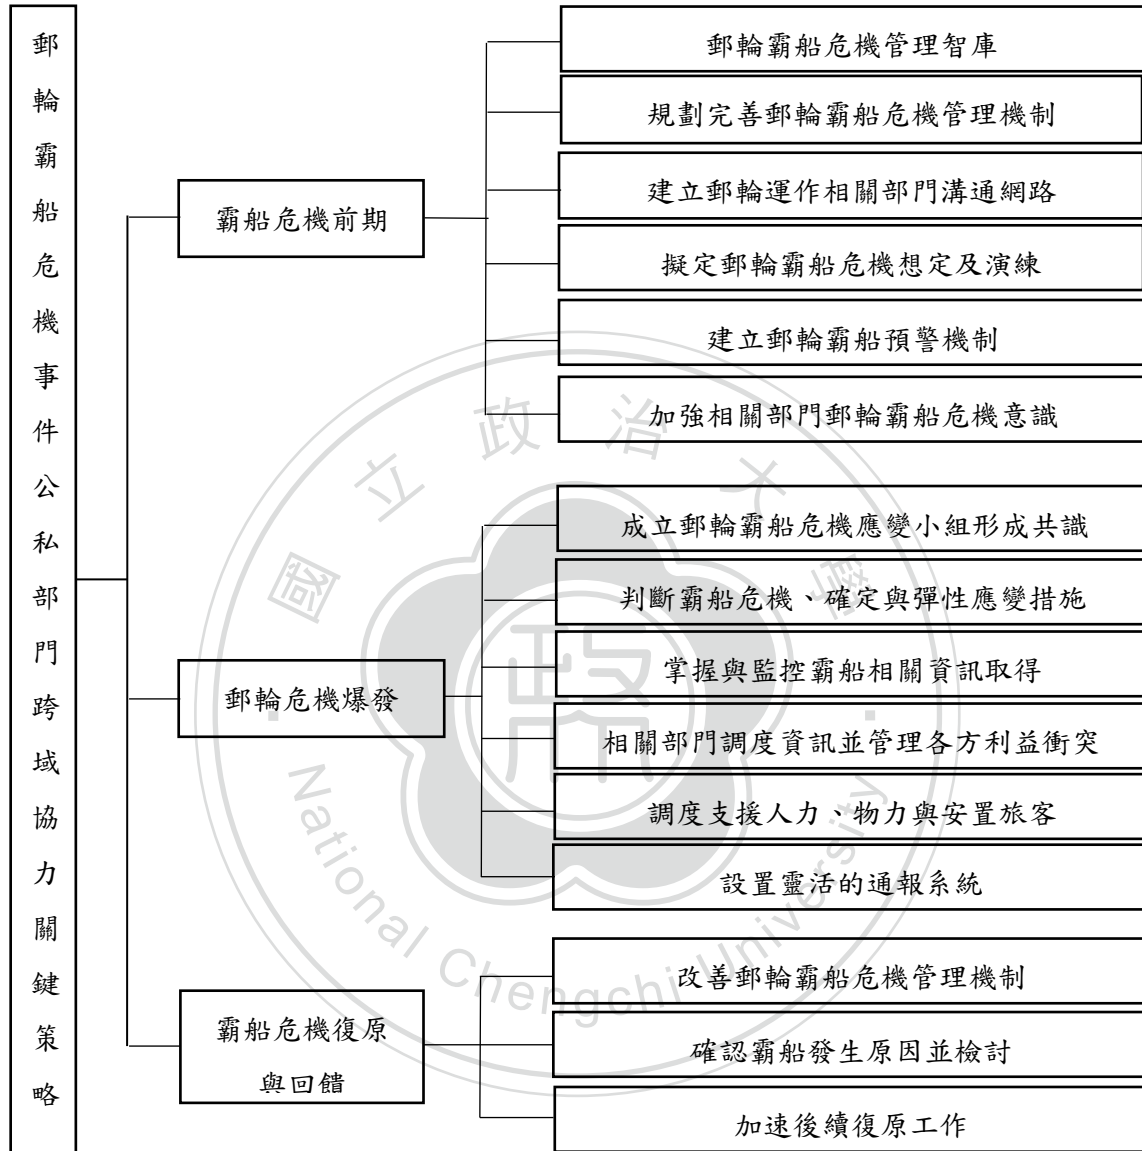 郵輪霸船危機事件公私部門跨域協力關鍵策略
霸船危機前期
郵輪霸船危機管理智庫
規劃完善郵輪霸船危機管理機制
建立郵輪運作相關部門溝通網路
擬定郵輪霸船危機想定及演練
建立郵輪霸船預警機制
加強相關部門郵輪霸船危機意識
郵輪危機爆發
成立郵輪霸船危機應變小組形成共識
判斷霸船危機、確定與彈性應變措施
掌握與監控霸船相關資訊取得
相關部門調度資訊並管理各方利益衝突
調度支援人力、物力與安置旅客
設置靈活的通報系統
霸船危機復原
與回饋
改善郵輪霸船危機管理機制
確認霸船發生原因並檢討
加速後續復原工作
國立政治大學
National Chengchi University
政